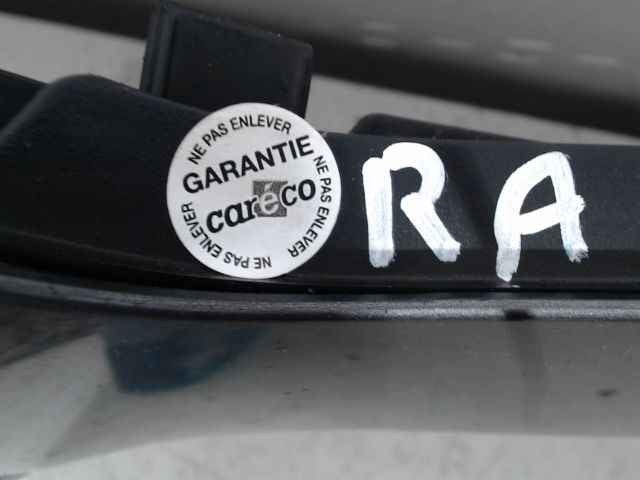 NE PAS ENLEVER
GARANTIE
caréco
NE PAS ENLEVER
NE PAS ENLEVER
RA